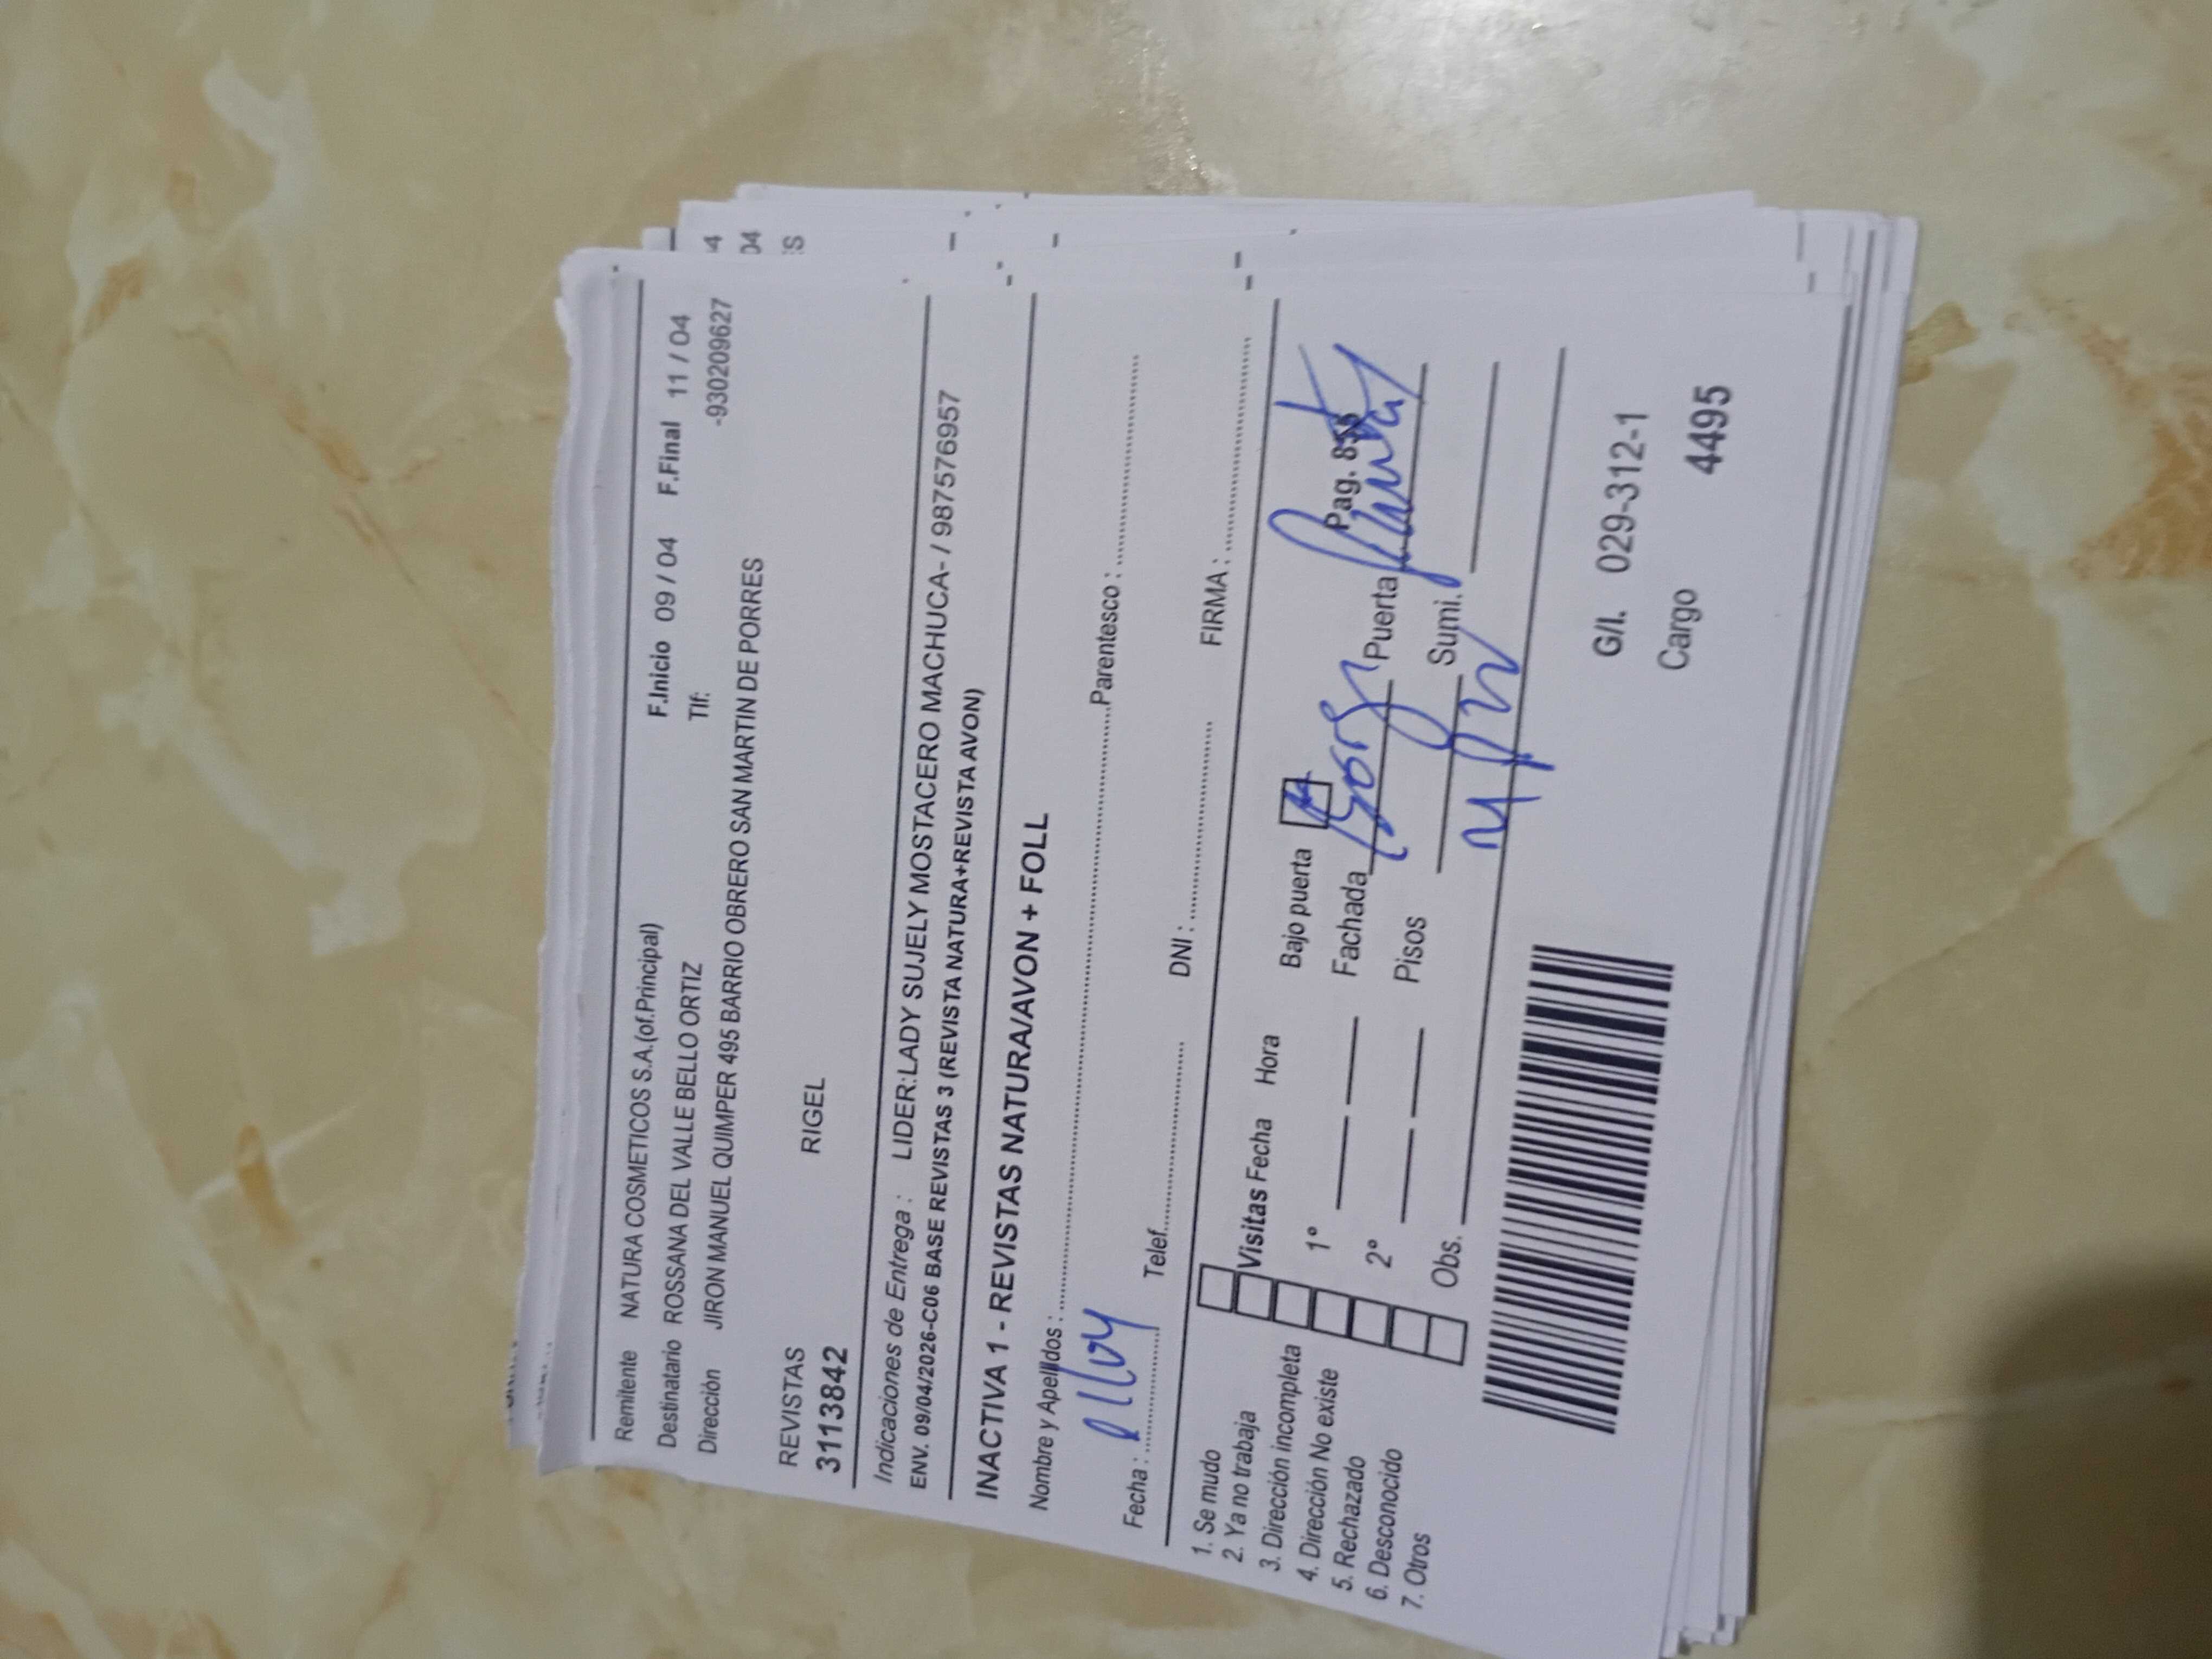 Remitente NATURA COSMETICOS S.A.(of.Principal)
Destinatario ROSSANA DEL VALLE BELLO ORTIZ
F.Inicio 09 / 04 F.Final 11 / 04
Dirección JIRON MANUEL QUIMPER 495 BARRIO OBRERO SAN MARTIN DE PORRES
Tlf: -930209627
REVISTAS
31113842 RIGEL
Indicaciones de Entrega : LIDER:LADY SUJELY MOSTACERO MACHUCA- / 987576957
ENV. 09/04/2026-C06 BASE REVISTAS 3 (REVISTA NATURA+REVISTA AVON)
INACTIVA 1 - REVISTAS NATURA/AVON + FOLL
Nombre y Apellidos : Parentesco :
Fecha : Telef. DNI : FIRMA :
1. Se mudo
2. Ya no trabaja
3. Dirección incompleta
4. Dirección No existe
5. Rechazado
6. Desconocido
7. Otros
Visitas Fecha Hora
1º
2º
Obs.
Bajo puerta Pag.
Fachada Puerta
Pisos Sumi.
G/I. 029-312-1
Cargo 4495
04